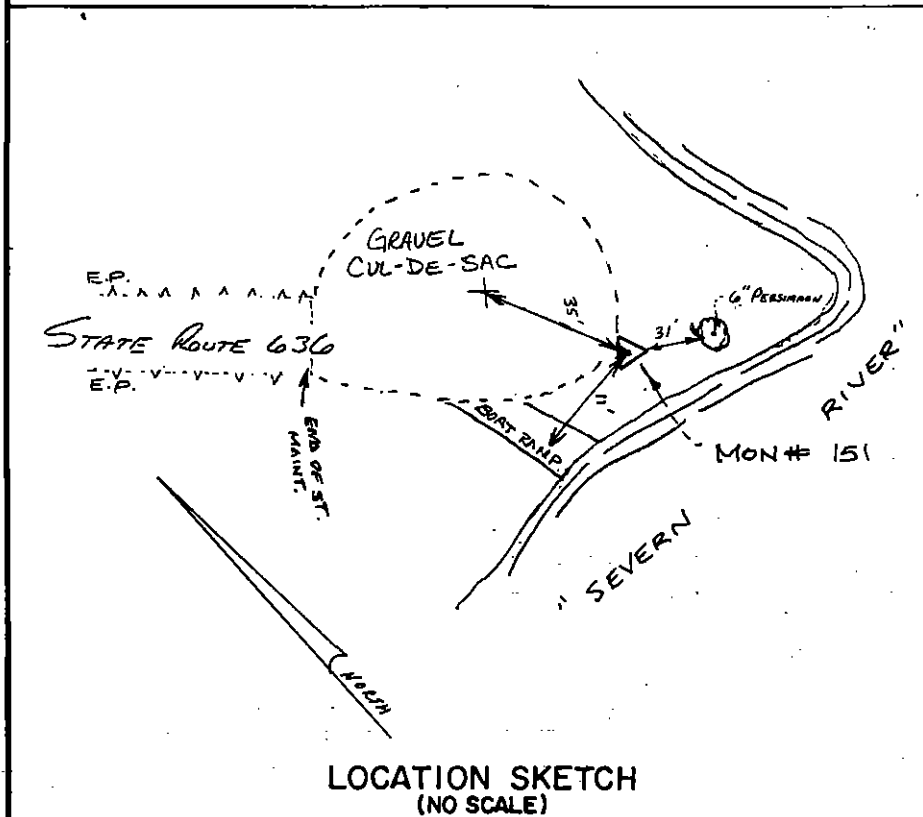 GRAVEL
CUL-DE-SAC
E.P.
STATE ROUTE 636
E.P.
35'
31'
6" PERSIMMON
11'
BOAT RAMP
END OF ST.
MAINT.
MON # 151
"SEVERN RIVER"
NORTH
LOCATION SKETCH
(NO SCALE)